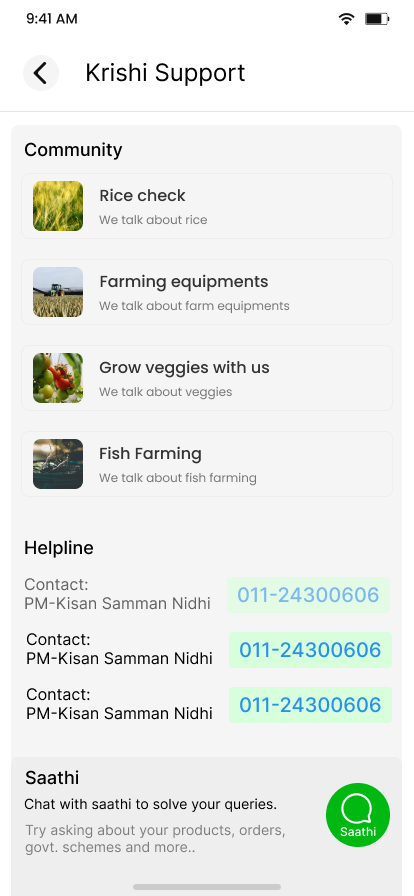 9:41 AM
Krishi Support
Community
Rice check
We talk about rice
Farming equipments
We talk about farm equipments
Grow veggies with us
We talk about veggies
Fish Farming
We talk about fish farming
Helpline
Contact:
PM-Kisan Samman Nidhi
011-24300606
Contact:
PM-Kisan Samman Nidhi
011-24300606
Contact:
PM-Kisan Samman Nidhi
011-24300606
Saathi
Chat with saathi to solve your queries.
Try asking about your products, orders,
govt. schemes and more..
Saathi